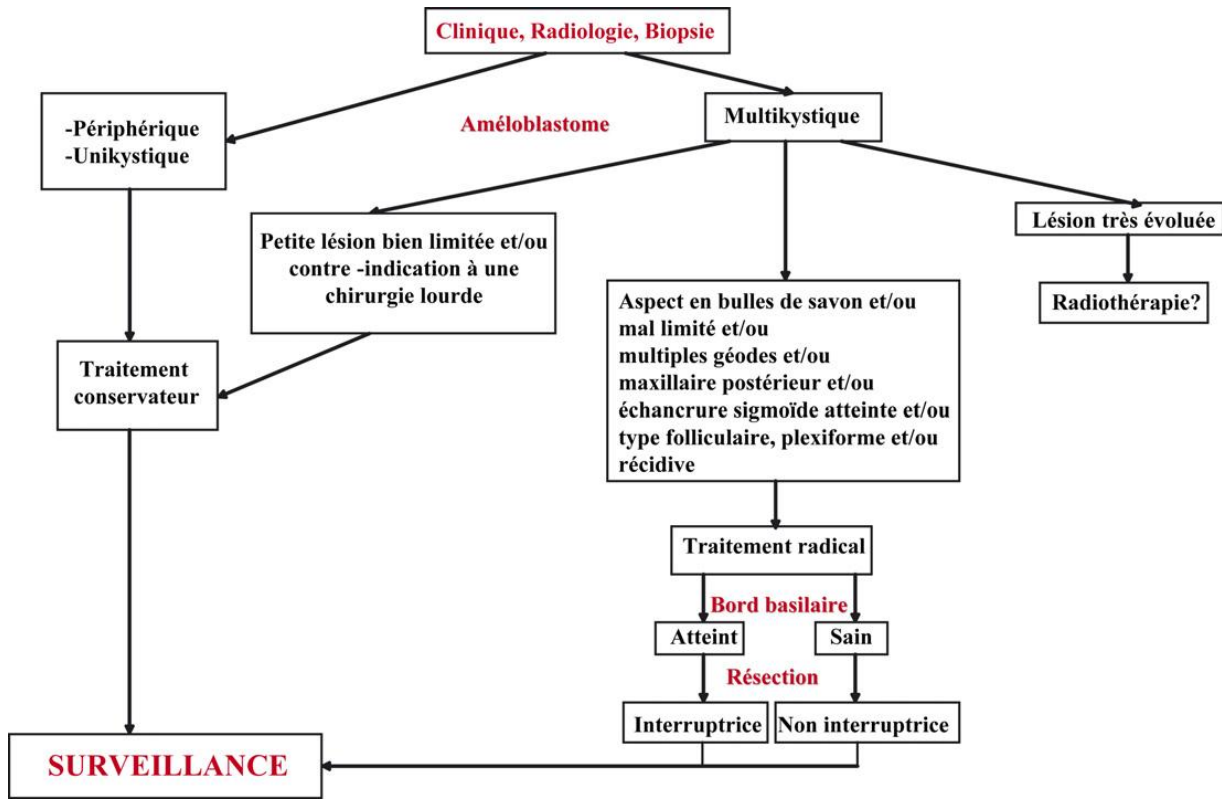 Clinique, Radiologie, Biopsie
-Périphérique
-Unikystique
Améloblastome
Multikystique
Petite lésion bien limitée et/ou
contre -indication à une
chirurgie lourde
Lésion très évoluée
Radiothérapie?
Aspect en bulles de savon et/ou
mal limité et/ou
multiples géodes et/ou
maxillaire postérieur et/ou
échancrure sigmoïde atteinte et/ou
type folliculaire, plexiforme et/ou
récidive
Traitement
conservateur
Traitement radical
Bord basilaire
Atteint
Sain
Résection
Interruptrice
Non interruptrice
SURVEILLANCE